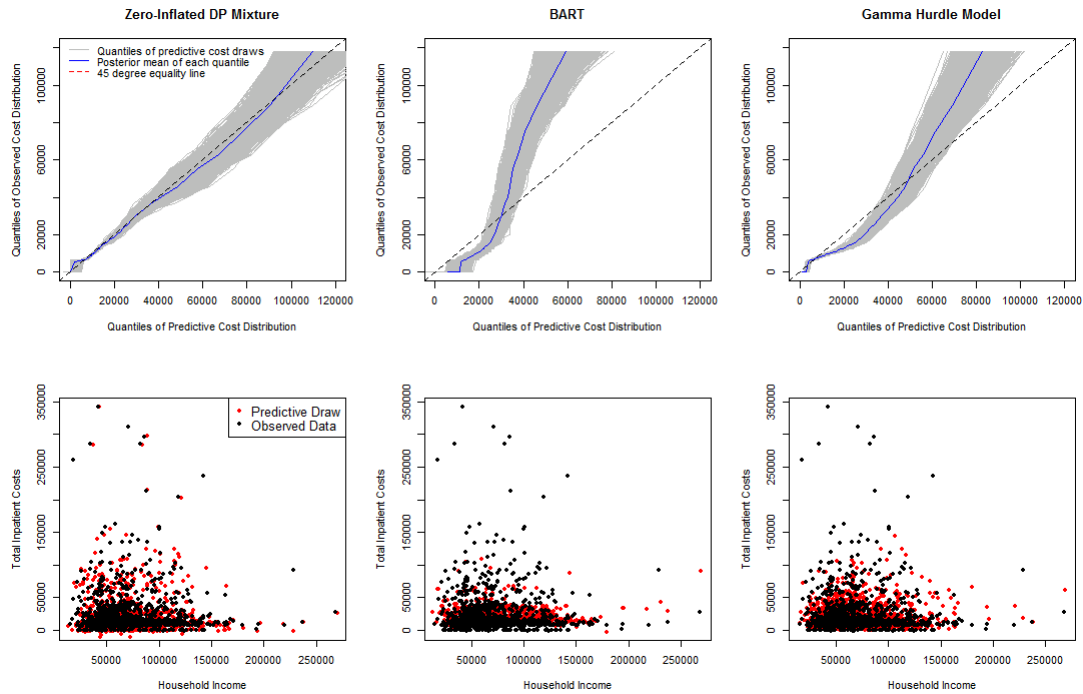 Zero-Inflated DP Mixture
BART
Gamma Hurdle Model
Quantiles of predictive cost draws
Posterior mean of each quantile
45 degree equality line
Quantiles of Observed Cost Distribution
0 20000 60000 100000
0 20000 40000 60000 80000 100000 120000
Quantiles of Predictive Cost Distribution
Quantiles of Observed Cost Distribution
0 20000 60000 100000
0 20000 40000 60000 80000 100000 120000
Quantiles of Predictive Cost Distribution
Quantiles of Observed Cost Distribution
0 20000 60000 100000
0 20000 40000 60000 80000 100000 120000
Quantiles of Predictive Cost Distribution
Predictive Draw
Observed Data
Total Inpatient Costs
0 50000 150000 250000 350000
50000 100000 150000 200000 250000
Household Income
Total Inpatient Costs
0 50000 150000 250000 350000
50000 100000 150000 200000 250000
Household Income
Total Inpatient Costs
0 50000 150000 250000 350000
50000 100000 150000 200000 250000
Household Income